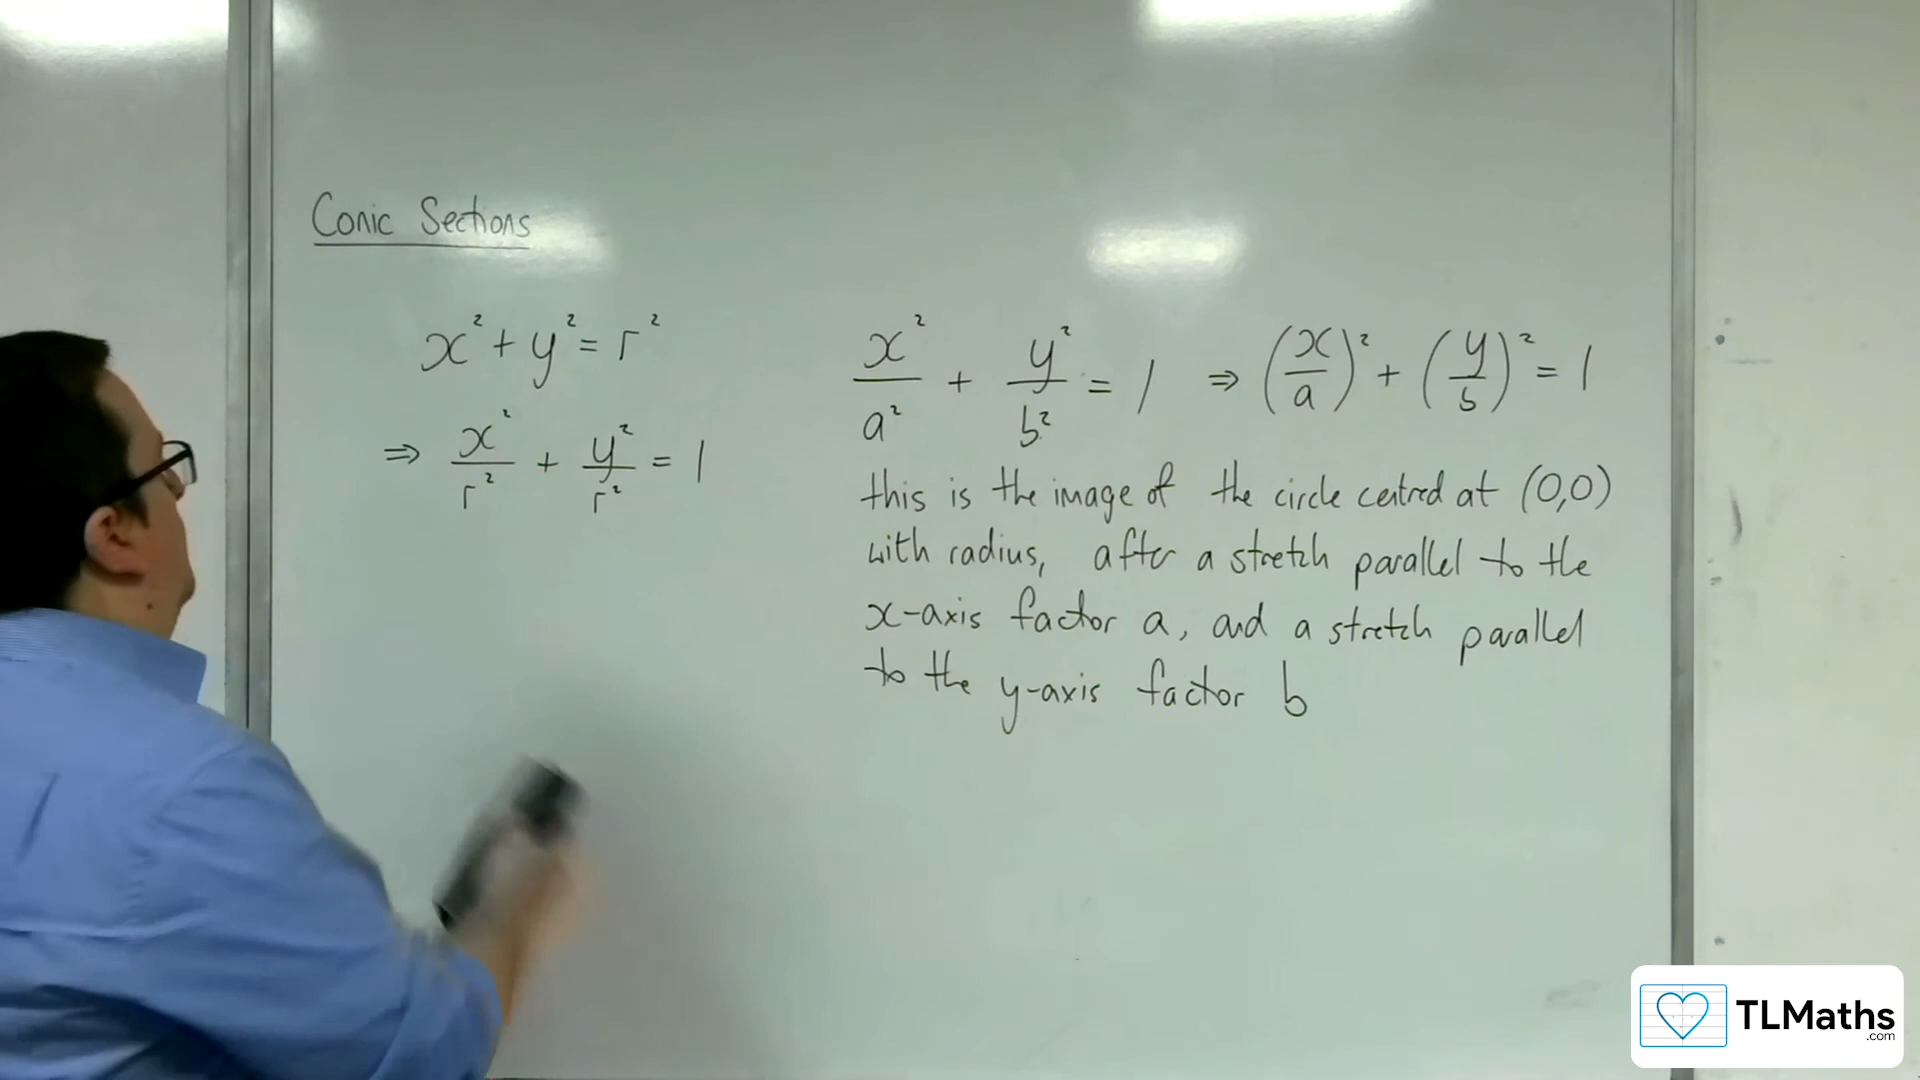 Conic Sections
x² + y² = r²
⇒ x²/r² + y²/r² = 1
x²/a² + y²/b² = 1 ⇒ (x/a)² + (y/b)² = 1
this is the image of the circle centred at (0,0)
with radius, after a stretch parallel to the
x-axis factor a, and a stretch parallel
to the y-axis factor b
TLMaths
.com